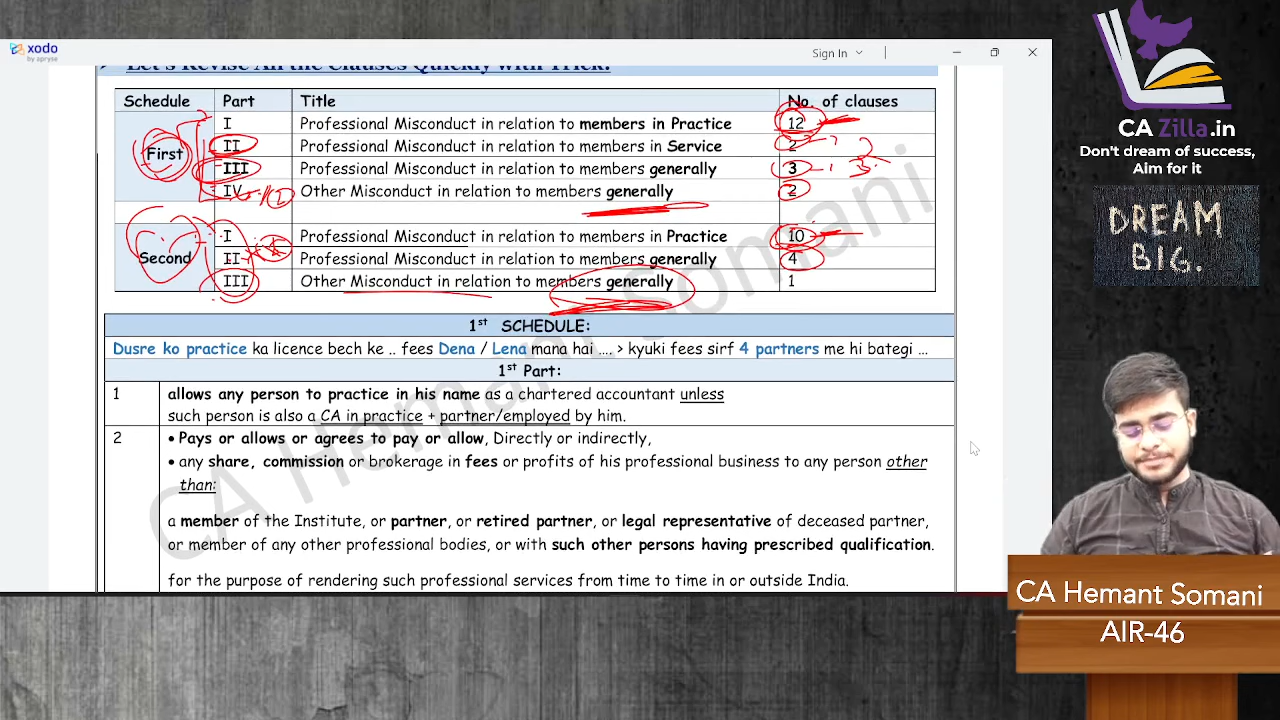 xodo
by apryse
Sign In
Let's Revise All the Clauses Quickly with Trick:
Schedule Part Title No. of clauses
First I Professional Misconduct in relation to members in Practice 12
II Professional Misconduct in relation to members in Service 2
III Professional Misconduct in relation to members generally 3
IV Other Misconduct in relation to members generally 2
Second I Professional Misconduct in relation to members in Practice 10
II Professional Misconduct in relation to members generally 4
III Other Misconduct in relation to members generally 1
1st SCHEDULE:
Dusre ko practice ka licence bech ke .. fees Dena / Lena mana hai .... > kyuki fees sirf 4 partners me hi bategi ...
1st Part:
1 allows any person to practice in his name as a chartered accountant unless
such person is also a CA in practice + partner/employed by him.
2 • Pays or allows or agrees to pay or allow, Directly or indirectly,
• any share, commission or brokerage in fees or profits of his professional business to any person other
than:
a member of the Institute, or partner, or retired partner, or legal representative of deceased partner,
or member of any other professional bodies, or with such other persons having prescribed qualification.
for the purpose of rendering such professional services from time to time in or outside India.
CA Hemant Somani
CA Zilla.in
Don't dream of success,
Aim for it
DREAM
BIG.
CA Hemant Somani
AIR-46